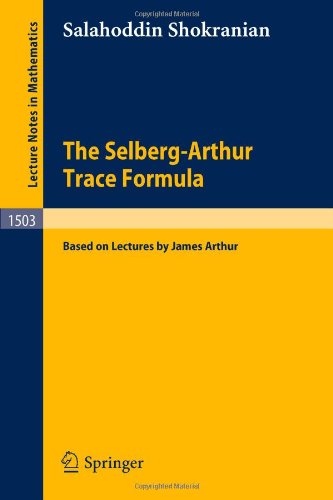 Salahoddin Shokranian
Lecture Notes in Mathematics
The Selberg-Arthur
Trace Formula
1503
Based on Lectures by James Arthur
Springer